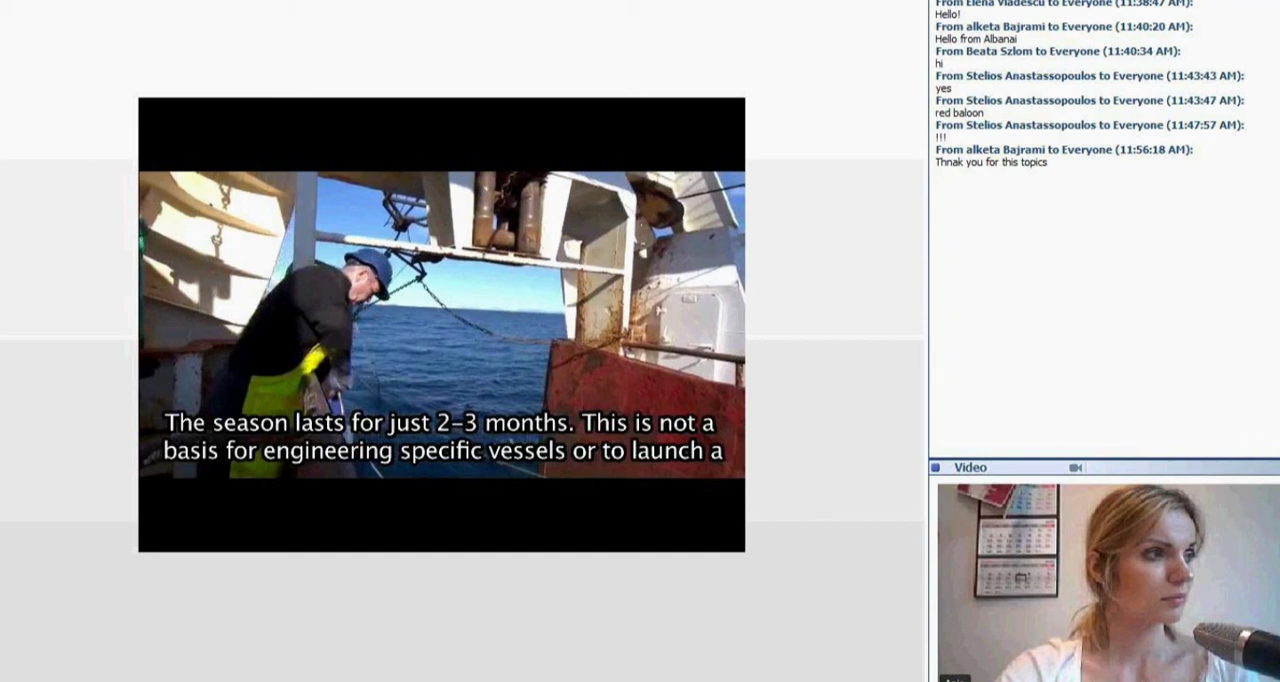 From Elena Vladescu to Everyone (11:38:47 AM):
Hello!
From alketa Bajrami to Everyone (11:40:20 AM):
Hello from Albanai
From Beata Szlom to Everyone (11:40:34 AM):
hi
From Stelios Anastassopoulos to Everyone (11:43:43 AM):
yes
From Stelios Anastassopoulos to Everyone (11:43:47 AM):
red baloon
From Stelios Anastassopoulos to Everyone (11:47:57 AM):
!!!
From alketa Bajrami to Everyone (11:56:18 AM):
Thnak you for this topics
The season lasts for just 2-3 months. This is not a
basis for engineering specific vessels or to launch a
Video